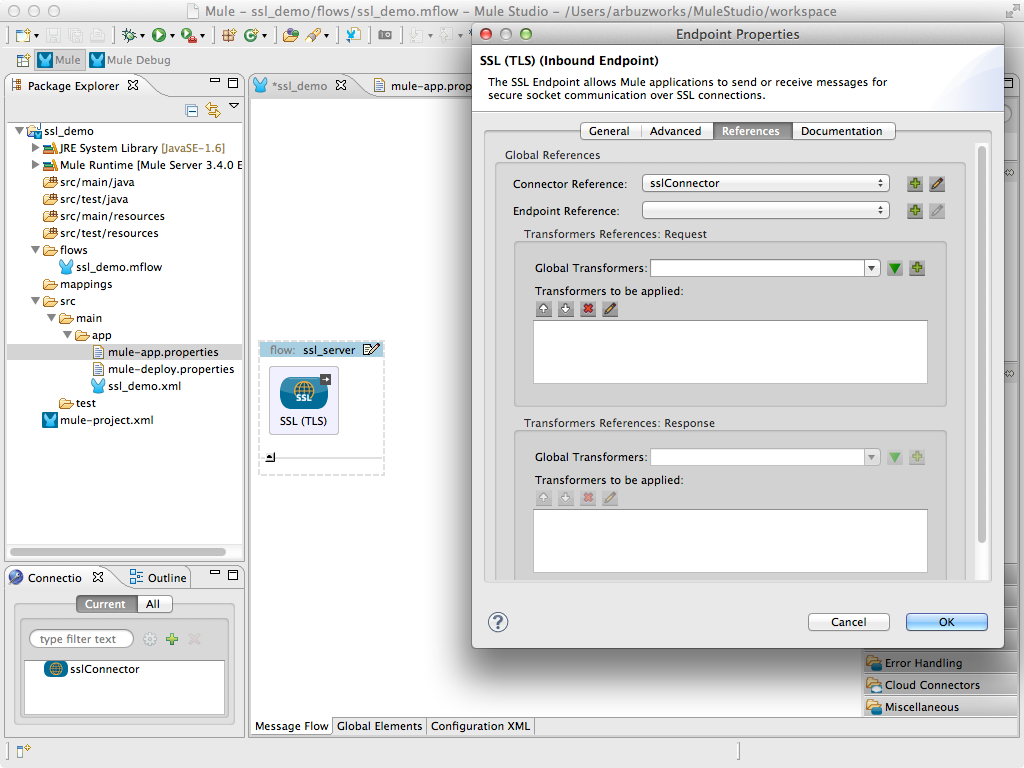 Mule - ssl_demo/flows/ssl_demo.mflow - Mule Studio - /Users/arbuzworks/MuleStudio/workspace
Mule
Mule Debug
Package Explorer
ssl_demo
JRE System Library [JavaSE-1.6]
Mule Runtime [Mule Server 3.4.0 E
src/main/java
src/test/java
src/main/resources
src/test/resources
flows
ssl_demo.mflow
mappings
src
main
app
mule-app.properties
mule-deploy.properties
ssl_demo.xml
test
mule-project.xml
Connectio
Outline
Current
All
type filter text
sslConnector
*ssl_demo
mule-app.prop
flow: ssl_server
SSL
SSL (TLS)
Message Flow
Global Elements
Configuration XML
Endpoint Properties
SSL (TLS) (Inbound Endpoint)
The SSL Endpoint allows Mule applications to send or receive messages for
secure socket communication over SSL connections.
General
Advanced
References
Documentation
Global References
Connector Reference:
sslConnector
Endpoint Reference:
Transformers References: Request
Global Transformers:
Transformers to be applied:
Transformers References: Response
Global Transformers:
Transformers to be applied:
?
Cancel
OK
Error Handling
Cloud Connectors
Miscellaneous